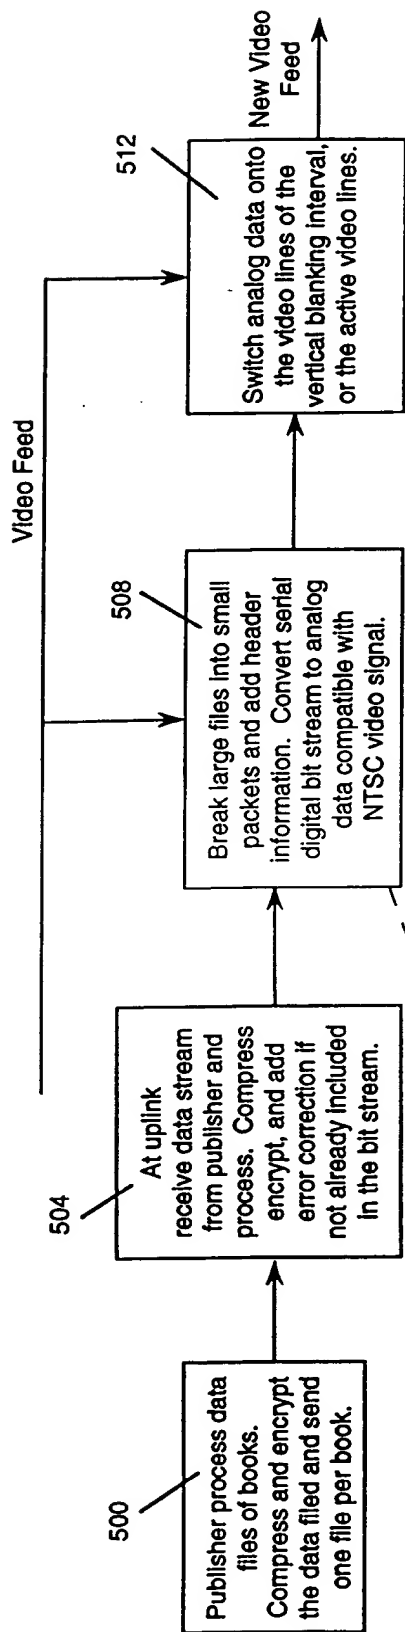 500
Publisher process data
files of books.
Compress and encrypt
the data filed and send
one file per book.
504
At uplink
receive data stream
from publisher and
process. Compress
encrypt, and add
error correction if
not already included
in the bit stream.
Video Feed
508
Break large files into small
packets and add header
information. Convert serial
digital bit stream to analog
data compatible with
NTSC video signal.
512
Switch analog data onto
the video lines of the
vertical blanking interval,
or the active video lines.
New Video
Feed